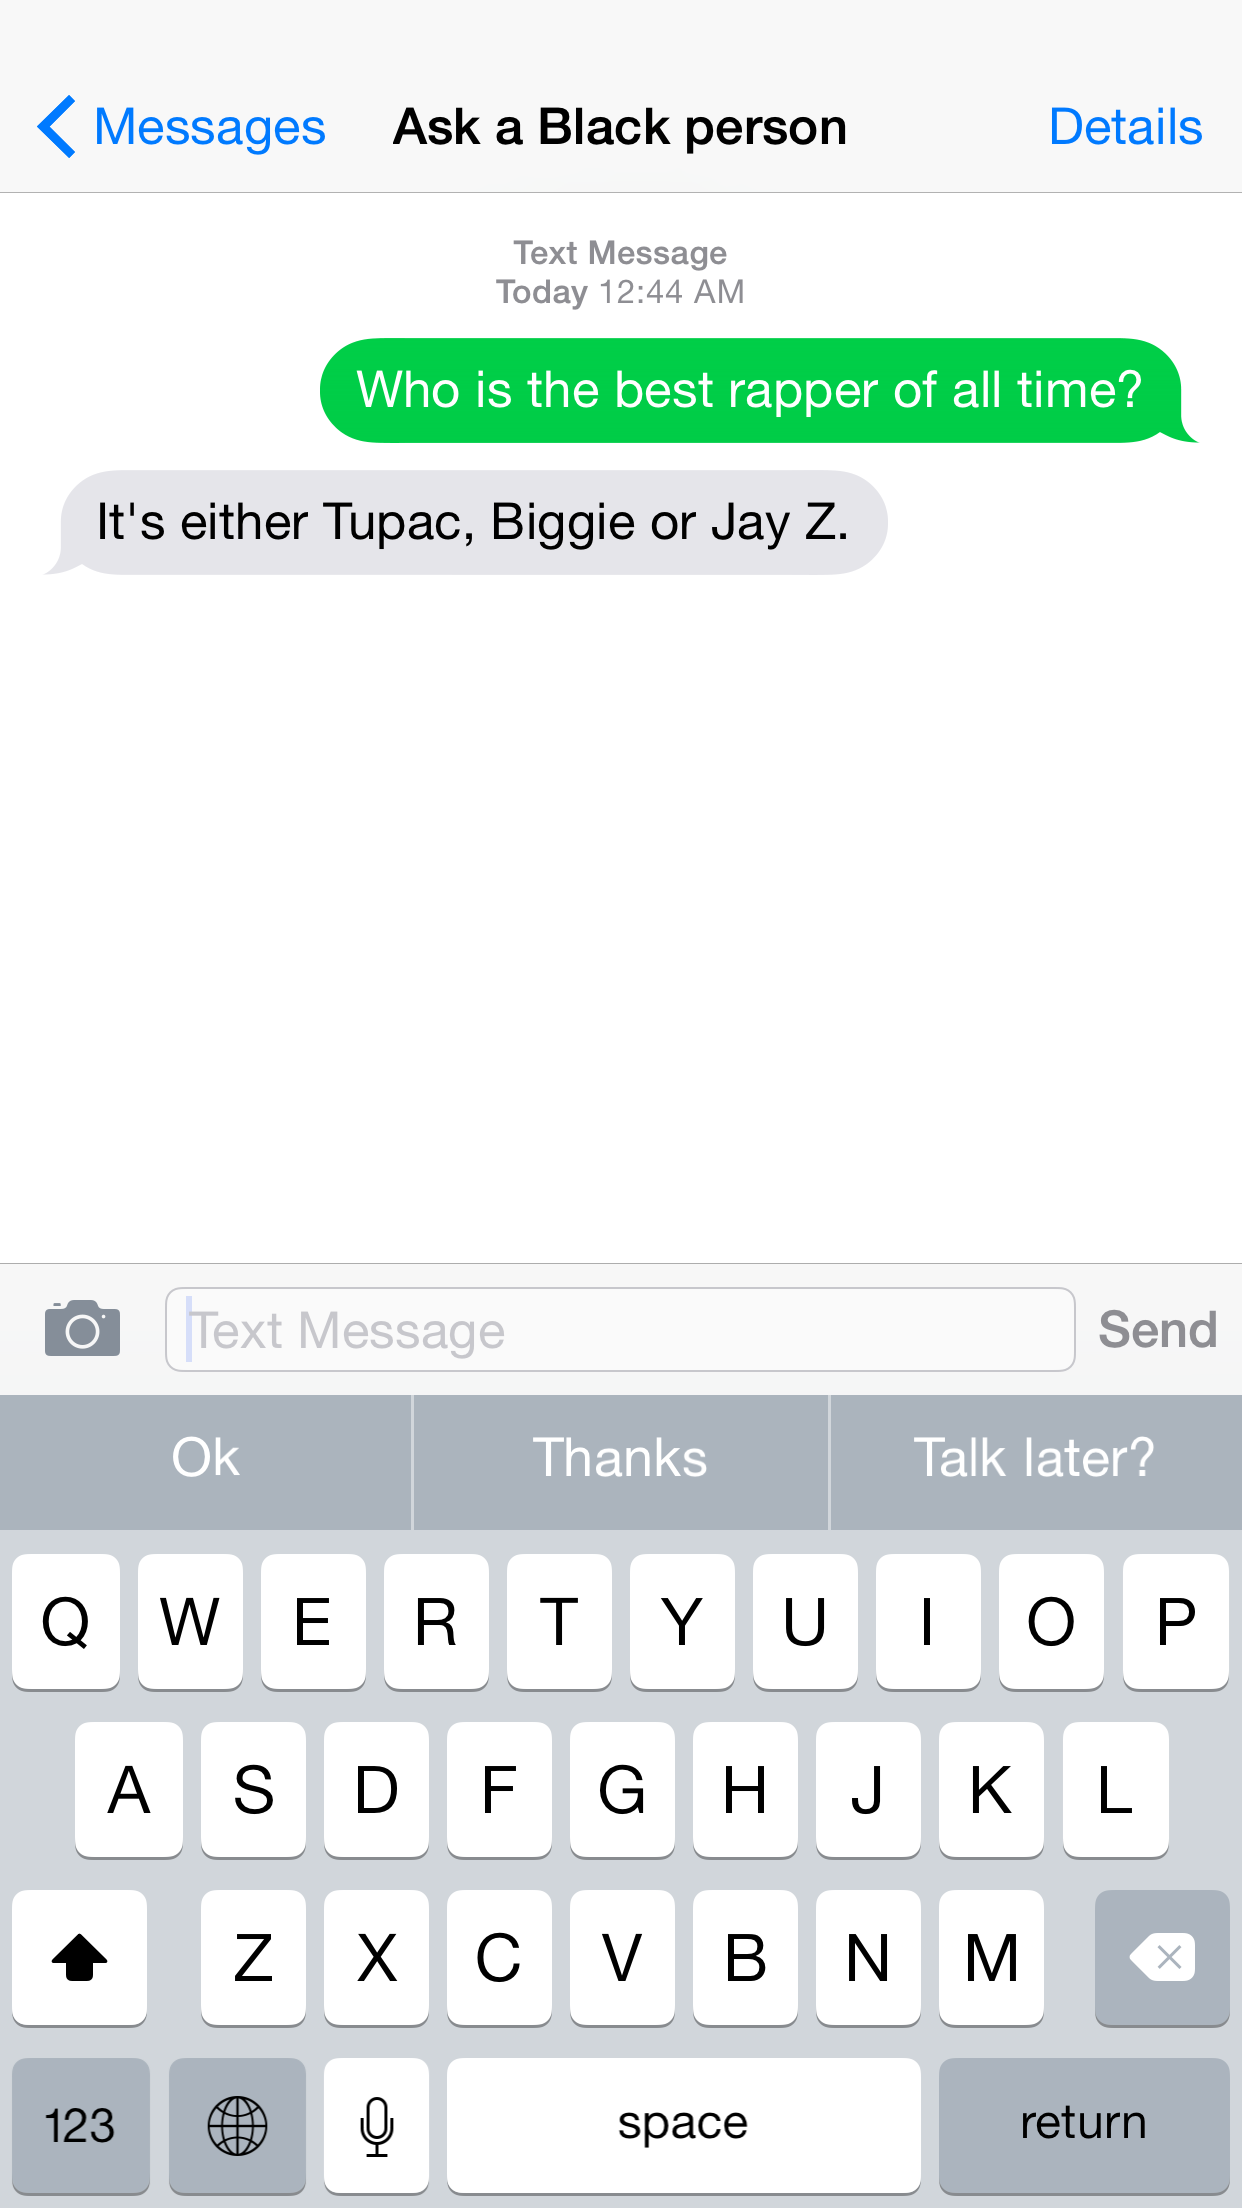 Messages Ask a Black person Details
Text Message
Today 12:44 AM
Who is the best rapper of all time?
It's either Tupac, Biggie or Jay Z.
Text Message Send
Ok Thanks Talk later?
Q W E R T Y U I O P
A S D F G H J K L
Z X C V B N M
123 space return